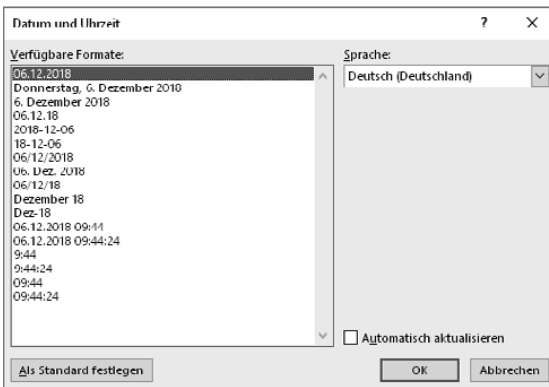 Datum und Uhrzeit ? ×
Verfügbare Formate:
06.12.2018
Donnerstag, 6. Dezember 2018
6. Dezember 2018
06.12.18
2018-12-06
18-12-06
06/12/2018
06. Dez. 2018
06/12/18
Dezember 18
Dez-18
06.12.2018 09:44
06.12.2018 09:44:24
9:44
9:44:24
09:44
09:44:24
Sprache:
Deutsch (Deutschland)
Automatisch aktualisieren
Als Standard festlegen
OK
Abbrechen